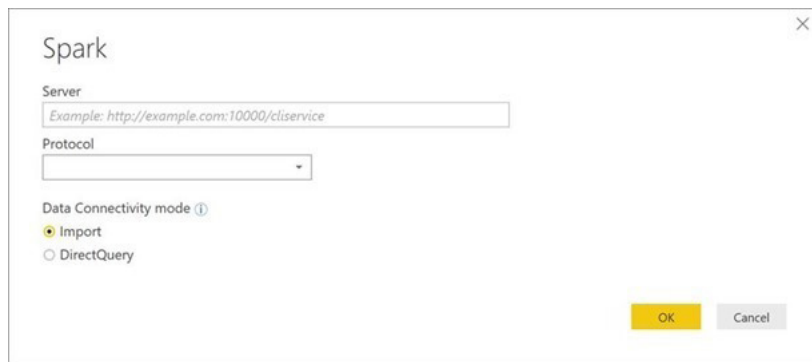 Spark
Server
Example: http://example.com:10000/cliservice
Protocol
Data Connectivity mode
Import
DirectQuery
OK Cancel